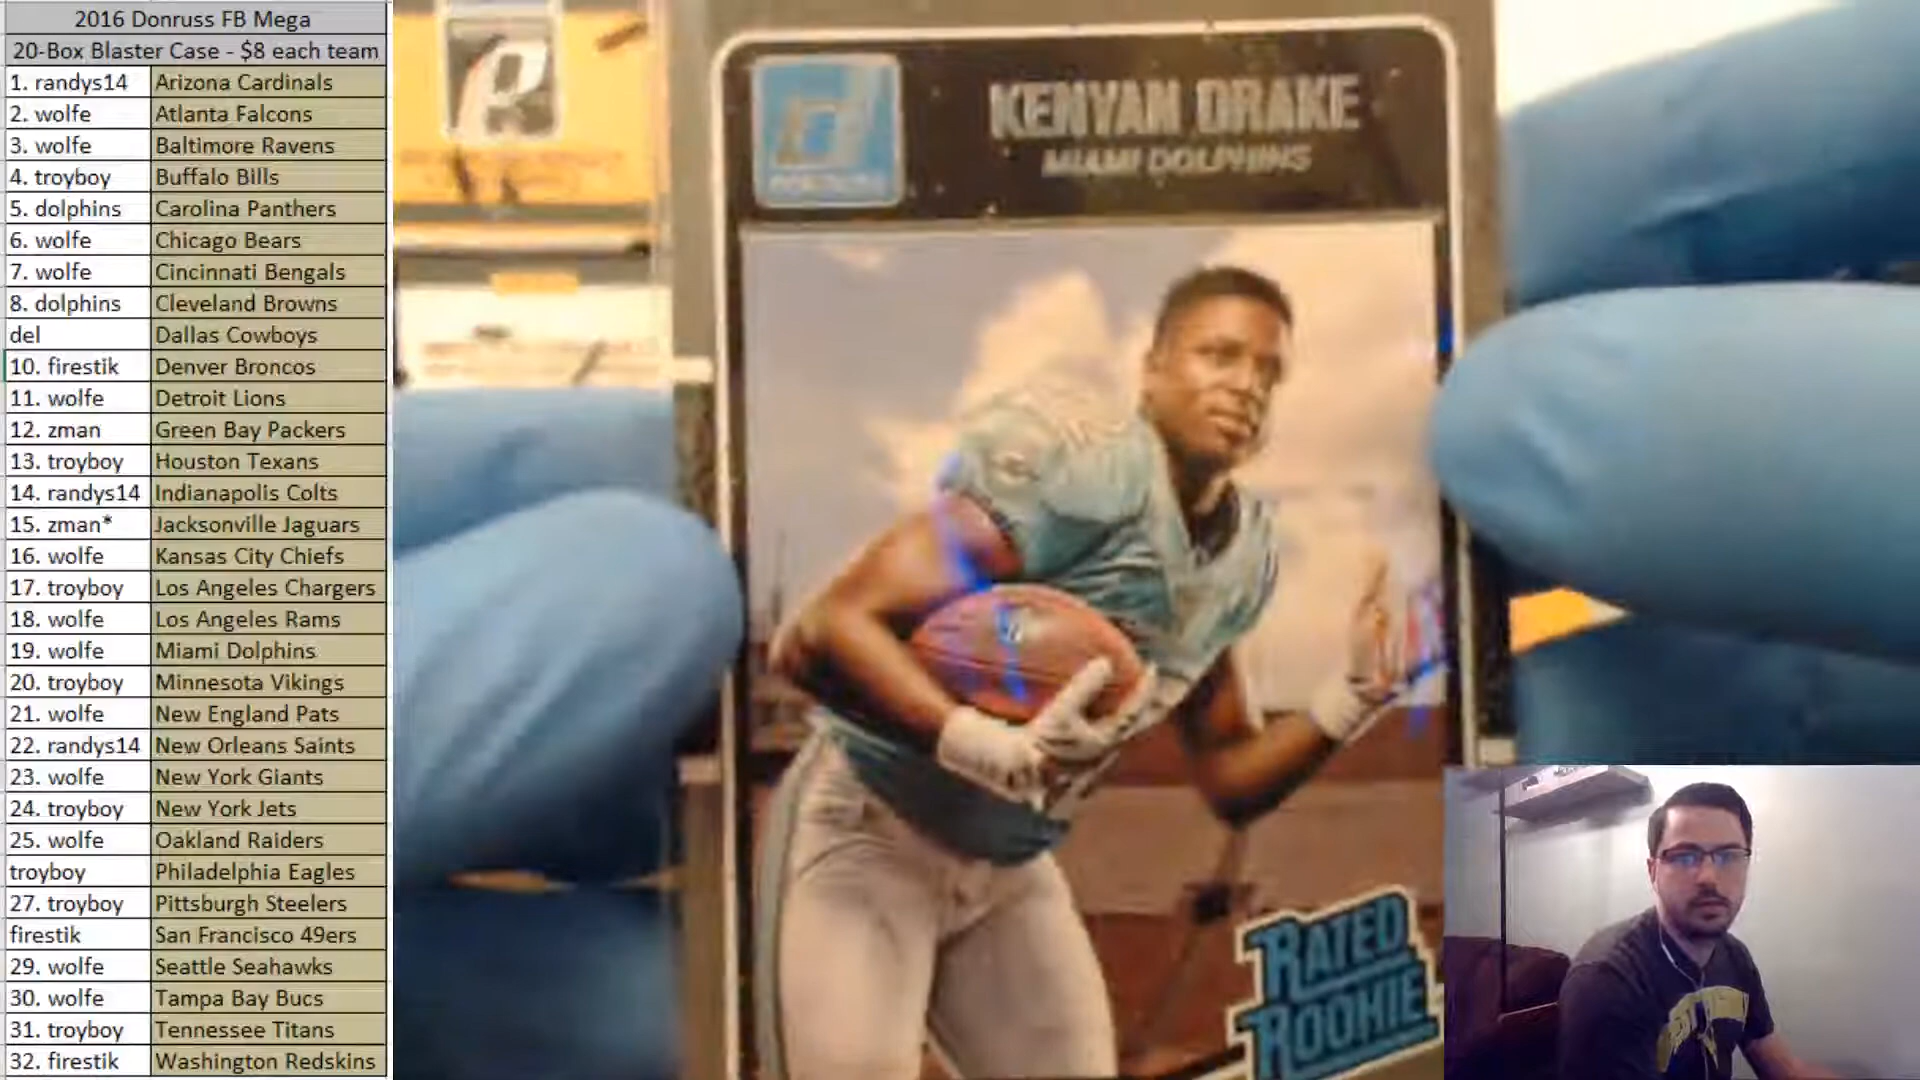 2016 Donruss FB Mega
20-Box Blaster Case - $8 each team
1. randys14 Arizona Cardinals
2. wolfe Atlanta Falcons
3. wolfe Baltimore Ravens
4. troyboy Buffalo Bills
5. dolphins Carolina Panthers
6. wolfe Chicago Bears
7. wolfe Cincinnati Bengals
8. dolphins Cleveland Browns
del Dallas Cowboys
10. firestik Denver Broncos
11. wolfe Detroit Lions
12. zman Green Bay Packers
13. troyboy Houston Texans
14. randys14 Indianapolis Colts
15. zman* Jacksonville Jaguars
16. wolfe Kansas City Chiefs
17. troyboy Los Angeles Chargers
18. wolfe Los Angeles Rams
19. wolfe Miami Dolphins
20. troyboy Minnesota Vikings
21. wolfe New England Pats
22. randys14 New Orleans Saints
23. wolfe New York Giants
24. troyboy New York Jets
25. wolfe Oakland Raiders
troyboy Philadelphia Eagles
27. troyboy Pittsburgh Steelers
firestik San Francisco 49ers
29. wolfe Seattle Seahawks
30. wolfe Tampa Bay Bucs
31. troyboy Tennessee Titans
32. firestik Washington Redskins
KENYAN DRAKE
MIAMI DOLPHINS
RATED
ROOKIE